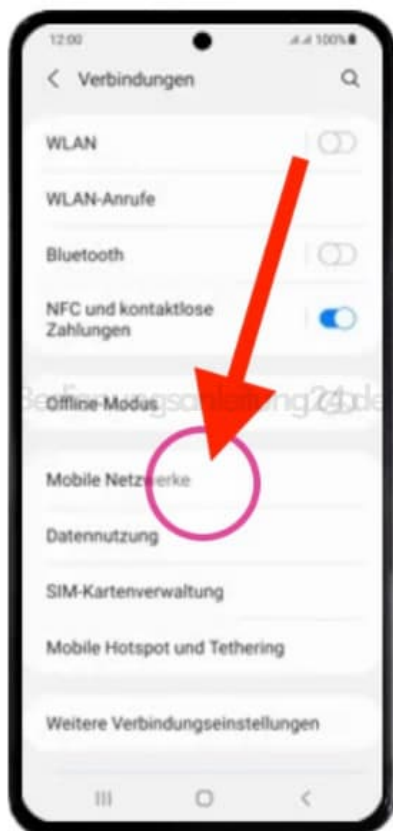 12:00
100%
Verbindungen
WLAN
WLAN-Anrufe
Bluetooth
NFC und kontaktlose
Zahlungen
Offline-Modus
Mobile Netzwerke
Datennutzung
SIM-Kartenverwaltung
Mobile Hotspot und Tethering
Weitere Verbindungseinstellungen